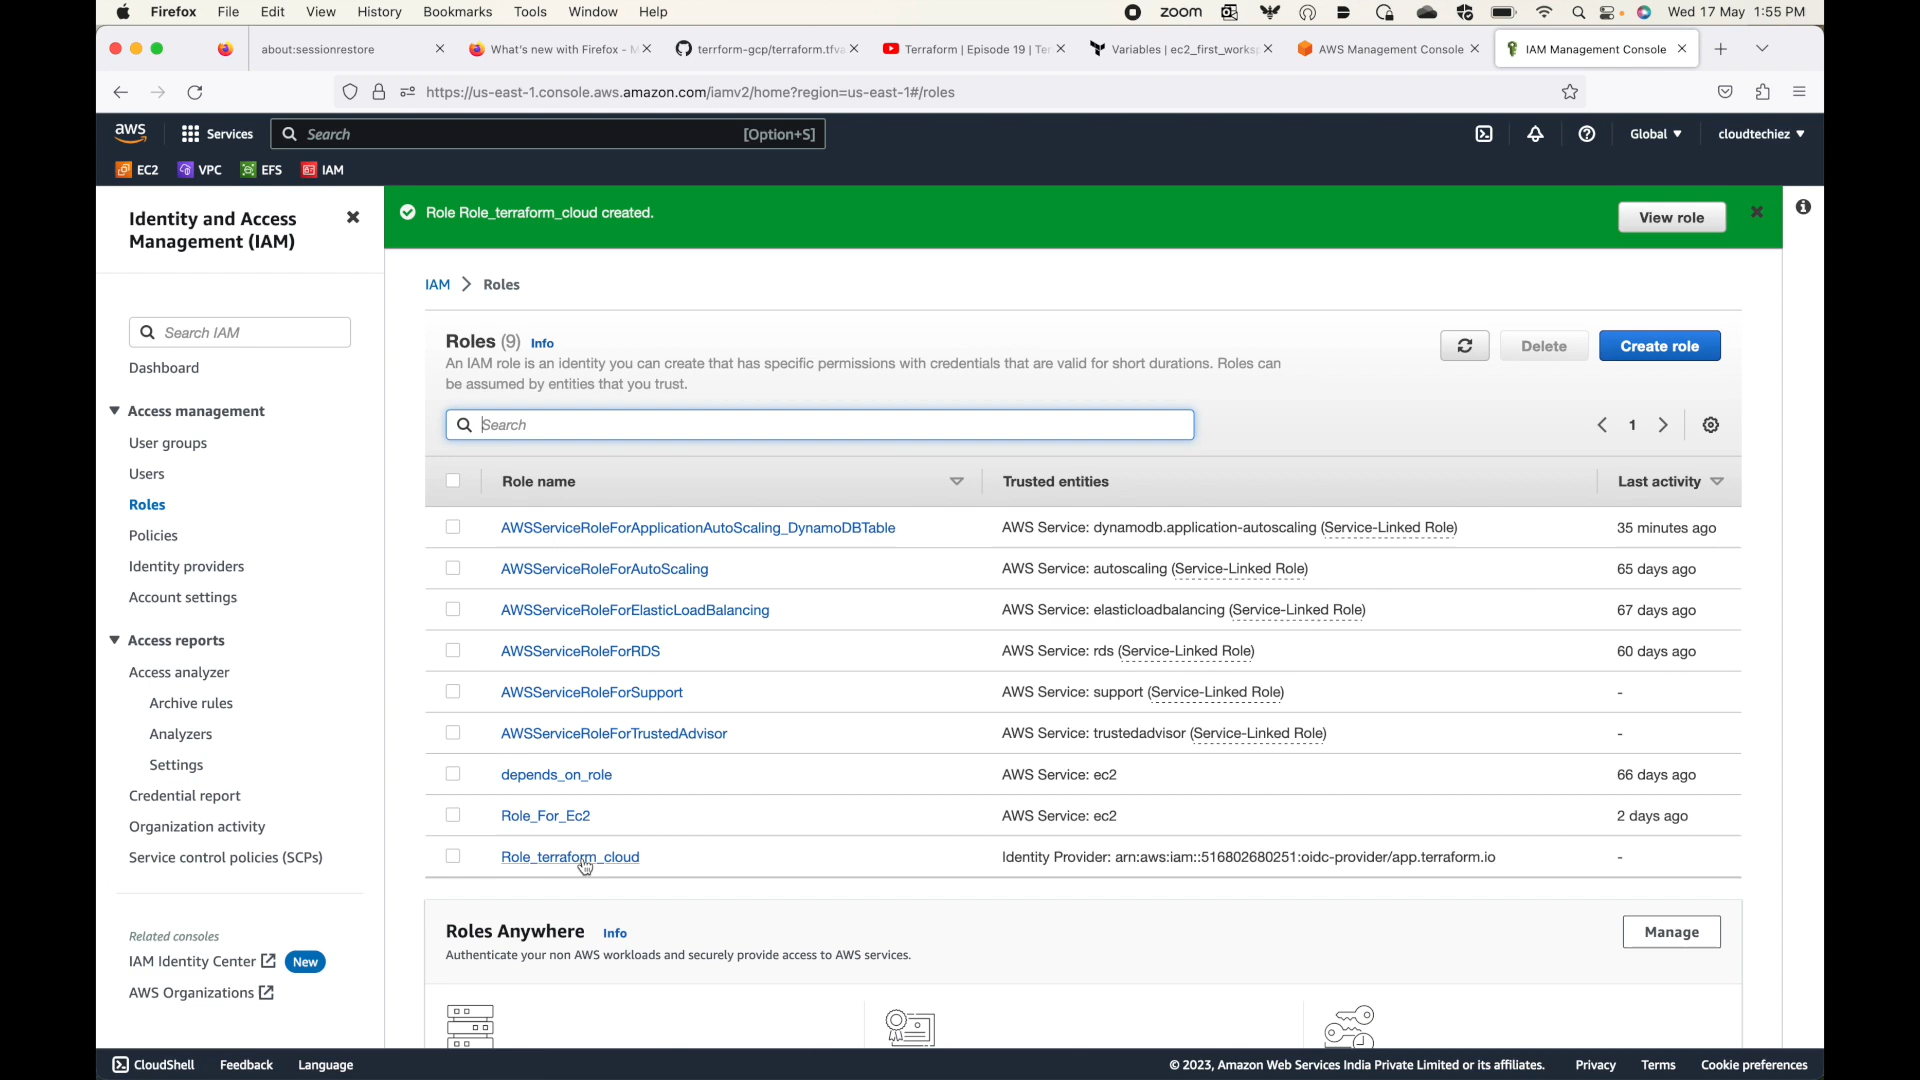 Firefox File Edit View History Bookmarks Tools Window Help zoom Wed 17 May 1:55 PM
about:sessionrestore What's new with Firefox - M terrform-gcp/terraform.tfva Terraform | Episode 19 | Ter Variables | ec2_first_works AWS Management Console IAM Management Console
https://us-east-1.console.aws.amazon.com/iamv2/home?region=us-east-1#/roles
aws Services Search [Option+S] Global cloudtechiez
EC2 VPC EFS IAM
Identity and Access
Management (IAM)
Search IAM
Dashboard
Access management
User groups
Users
Roles
Policies
Identity providers
Account settings
Access reports
Access analyzer
Archive rules
Analyzers
Settings
Credential report
Organization activity
Service control policies (SCPs)
Related consoles
IAM Identity Center New
AWS Organizations
Role Role_terraform_cloud created. View role
IAM > Roles
Roles (9) Info
An IAM role is an identity you can create that has specific permissions with credentials that are valid for short durations. Roles can
be assumed by entities that you trust.
Delete Create role
Search
1
Role name Trusted entities Last activity
AWSServiceRoleForApplicationAutoScaling_DynamoDBTable AWS Service: dynamodb.application-autoscaling (Service-Linked Role) 35 minutes ago
AWSServiceRoleForAutoScaling AWS Service: autoscaling (Service-Linked Role) 65 days ago
AWSServiceRoleForElasticLoadBalancing AWS Service: elasticloadbalancing (Service-Linked Role) 67 days ago
AWSServiceRoleForRDS AWS Service: rds (Service-Linked Role) 60 days ago
AWSServiceRoleForSupport AWS Service: support (Service-Linked Role) -
AWSServiceRoleForTrustedAdvisor AWS Service: trustedadvisor (Service-Linked Role) -
depends_on_role AWS Service: ec2 66 days ago
Role_For_Ec2 AWS Service: ec2 2 days ago
Role_terraform_cloud Identity Provider: arn:aws:iam::516802680251:oidc-provider/app.terraform.io -
Roles Anywhere Info
Authenticate your non AWS workloads and securely provide access to AWS services.
Manage
CloudShell Feedback Language © 2023, Amazon Web Services India Private Limited or its affiliates. Privacy Terms Cookie preferences